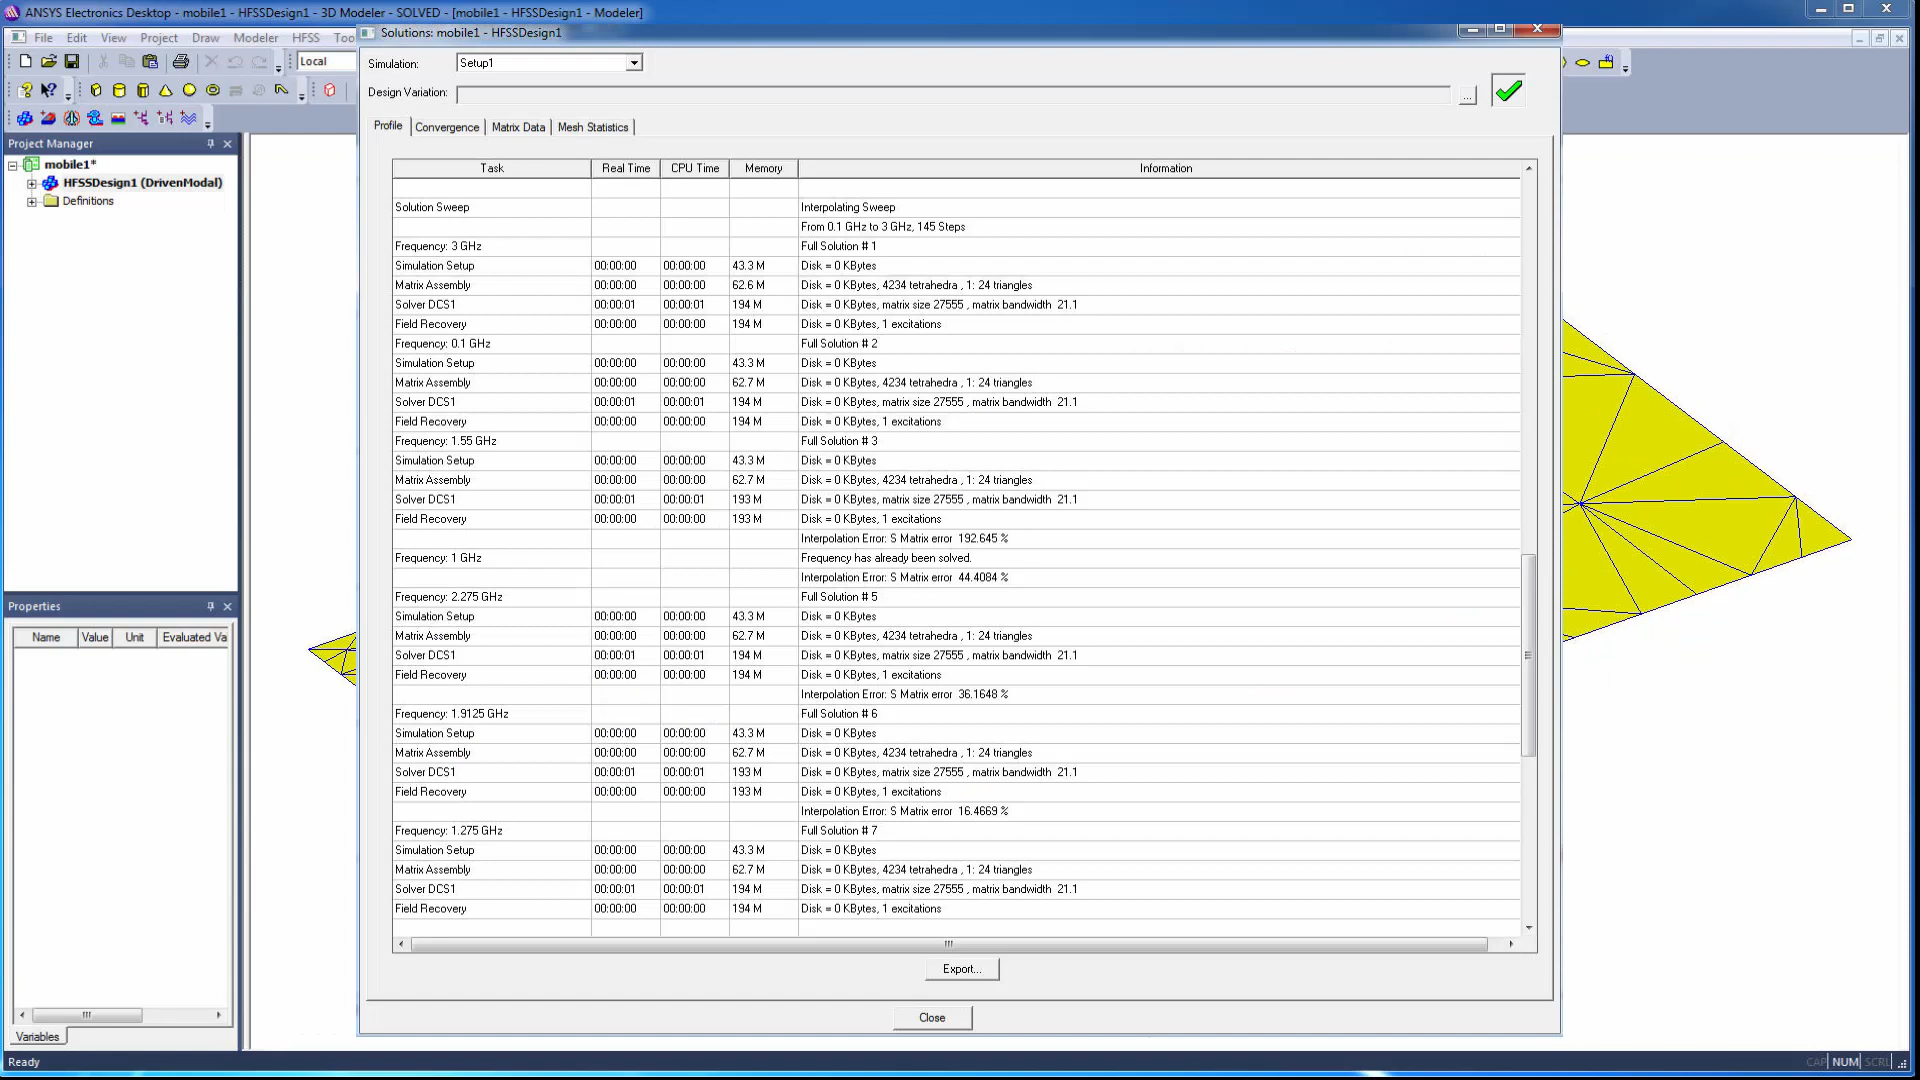 ANSYS Electronics Desktop - mobile1 - HFSSDesign1 - 3D Modeler - SOLVED - [mobile1 - HFSSDesign1 - Modeler]
File Edit View Project Draw Modeler HFSS
Local
Project Manager
mobile1*
HFSSDesign1 (DrivenModal)
Definitions
Properties
Name Value Unit Evaluated Va
Variables
Ready
Solutions: mobile1 - HFSSDesign1
Simulation: Setup1
Design Variation:
...
Profile Convergence Matrix Data Mesh Statistics
Task Real Time CPU Time Memory Information
Solution Sweep Interpolating Sweep
From 0.1 GHz to 3 GHz, 145 Steps
Frequency: 3 GHz Full Solution # 1
Simulation Setup 00:00:00 00:00:00 43.3 M Disk = 0 KBytes
Matrix Assembly 00:00:00 00:00:00 62.6 M Disk = 0 KBytes, 4234 tetrahedra , 1: 24 triangles
Solver DCS1 00:00:01 00:00:01 194 M Disk = 0 KBytes, matrix size 27555 , matrix bandwidth 21.1
Field Recovery 00:00:00 00:00:00 194 M Disk = 0 KBytes, 1 excitations
Frequency: 0.1 GHz Full Solution # 2
Simulation Setup 00:00:00 00:00:00 43.3 M Disk = 0 KBytes
Matrix Assembly 00:00:00 00:00:00 62.7 M Disk = 0 KBytes, 4234 tetrahedra , 1: 24 triangles
Solver DCS1 00:00:01 00:00:01 194 M Disk = 0 KBytes, matrix size 27555 , matrix bandwidth 21.1
Field Recovery 00:00:00 00:00:00 194 M Disk = 0 KBytes, 1 excitations
Frequency: 1.55 GHz Full Solution # 3
Simulation Setup 00:00:00 00:00:00 43.3 M Disk = 0 KBytes
Matrix Assembly 00:00:00 00:00:00 62.7 M Disk = 0 KBytes, 4234 tetrahedra , 1: 24 triangles
Solver DCS1 00:00:01 00:00:01 193 M Disk = 0 KBytes, matrix size 27555 , matrix bandwidth 21.1
Field Recovery 00:00:00 00:00:00 193 M Disk = 0 KBytes, 1 excitations
Interpolation Error: S Matrix error 192.645 %
Frequency: 1 GHz Frequency has already been solved.
Interpolation Error: S Matrix error 44.4084 %
Frequency: 2.275 GHz Full Solution # 5
Simulation Setup 00:00:00 00:00:00 43.3 M Disk = 0 KBytes
Matrix Assembly 00:00:00 00:00:00 62.7 M Disk = 0 KBytes, 4234 tetrahedra , 1: 24 triangles
Solver DCS1 00:00:01 00:00:01 194 M Disk = 0 KBytes, matrix size 27555 , matrix bandwidth 21.1
Field Recovery 00:00:00 00:00:00 194 M Disk = 0 KBytes, 1 excitations
Interpolation Error: S Matrix error 36.1648 %
Frequency: 1.9125 GHz Full Solution # 6
Simulation Setup 00:00:00 00:00:00 43.3 M Disk = 0 KBytes
Matrix Assembly 00:00:00 00:00:00 62.7 M Disk = 0 KBytes, 4234 tetrahedra , 1: 24 triangles
Solver DCS1 00:00:01 00:00:01 193 M Disk = 0 KBytes, matrix size 27555 , matrix bandwidth 21.1
Field Recovery 00:00:00 00:00:00 193 M Disk = 0 KBytes, 1 excitations
Interpolation Error: S Matrix error 16.4669 %
Frequency: 1.275 GHz Full Solution # 7
Simulation Setup 00:00:00 00:00:00 43.3 M Disk = 0 KBytes
Matrix Assembly 00:00:00 00:00:00 62.7 M Disk = 0 KBytes, 4234 tetrahedra , 1: 24 triangles
Solver DCS1 00:00:01 00:00:01 194 M Disk = 0 KBytes, matrix size 27555 , matrix bandwidth 21.1
Field Recovery 00:00:00 00:00:00 194 M Disk = 0 KBytes, 1 excitations
Export...
Close
CAP NUM SCRL